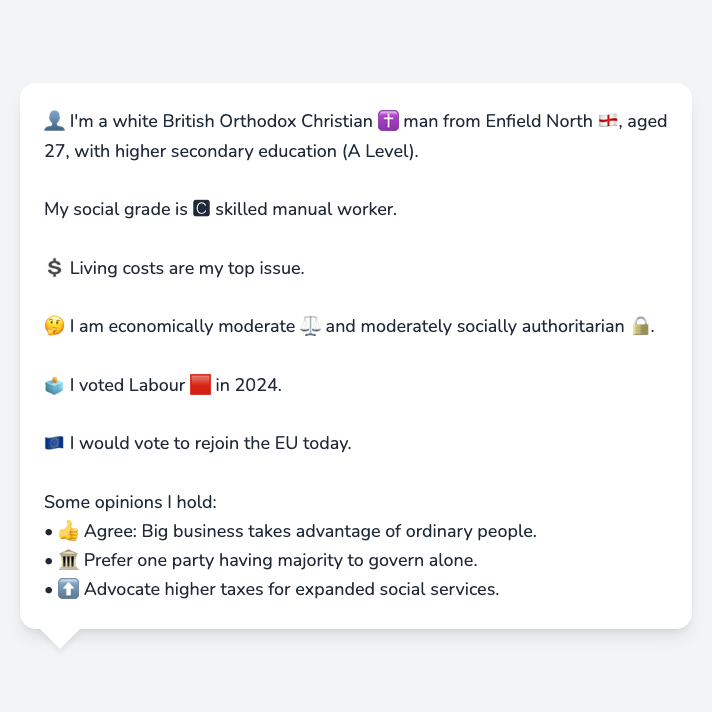 👤 I'm a white British Orthodox Christian ✝️ man from Enfield North 🏴󠁧󠁢󠁥󠁮󠁧󠁿, aged
27, with higher secondary education (A Level).
My social grade is 🅲 skilled manual worker.
💲 Living costs are my top issue.
🤔 I am economically moderate ⚖️ and moderately socially authoritarian 🔒.
🗳️ I voted Labour 🟥 in 2024.
🇪🇺 I would vote to rejoin the EU today.
Some opinions I hold:
• 👍 Agree: Big business takes advantage of ordinary people.
• 🏛️ Prefer one party having majority to govern alone.
• ⬆️ Advocate higher taxes for expanded social services.